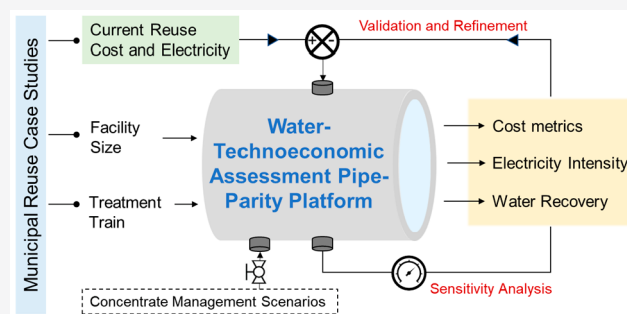 Municipal Reuse Case Studies
Current Reuse
Cost and Electricity
Validation and Refinement
Facility
Size
Treatment
Train
Water-
Technoeconomic
Assessment Pipe-
Parity Platform
Cost metrics
Electricity Intensity
Water Recovery
Sensitivity Analysis
Concentrate Management Scenarios